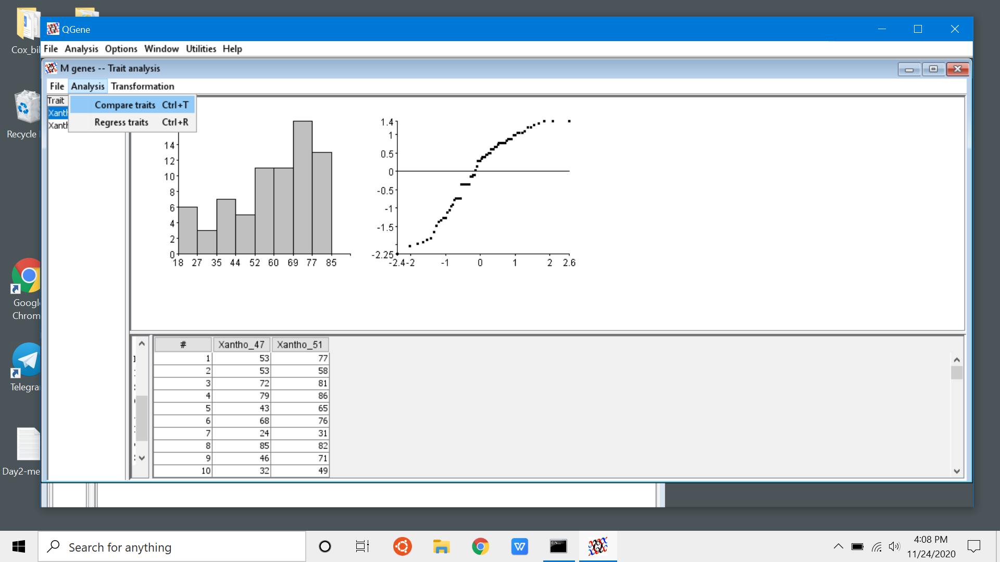 QGene
File Analysis Options Window Utilities Help
M genes -- Trait analysis
File Analysis Transformation
Trait
Compare traits Ctrl+T
Regress traits Ctrl+R
14
12
10
8
6
4
2
0
18 27 35 44 52 60 69 77 85
1.4
1
0.5
0
-0.5
-1
-1.5
-2.25
-2.4 -2 -1 0 1 2 2.6
# Xantho_47 Xantho_51
1 53 77
2 53 58
3 72 81
4 79 86
5 43 65
6 68 76
7 24 31
8 85 82
9 46 71
10 32 49
Recycle
Google
Chrom
Telegra
Day2-me
Search for anything
4:08 PM
11/24/2020